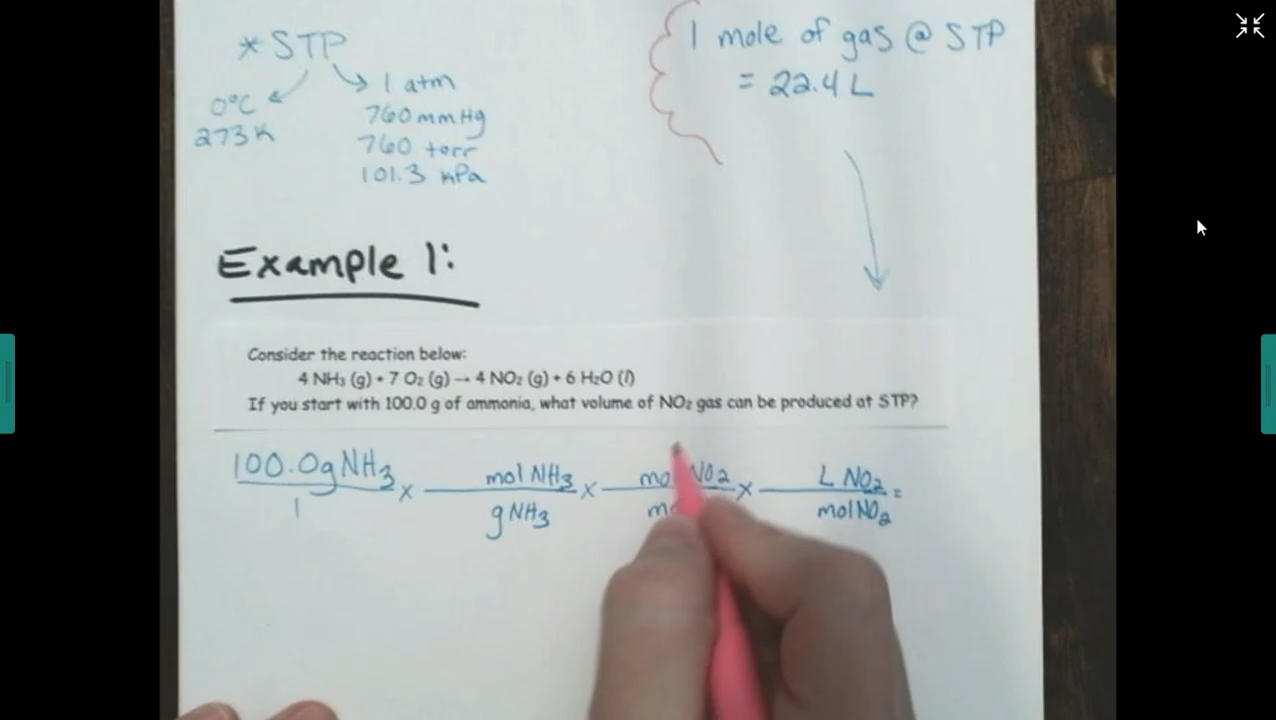 * STP
0°C
273 K
1 atm
760 mmHg
760 torr
101.3 kPa
1 mole of gas @ STP
= 22.4 L
Example 1:
Consider the reaction below:
4 NH₃ (g) + 7 O₂ (g) → 4 NO₂ (g) + 6 H₂O (l)
If you start with 100.0 g of ammonia, what volume of NO₂ gas can be produced at STP?
100.0g NH₃ x mol NH₃ x NO₂ x L NO₂ =
1 g NH₃ mol NO₂